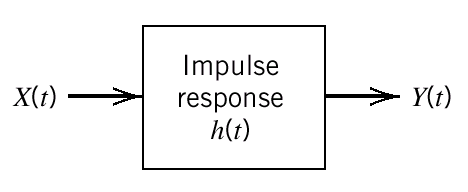 X(t)
Impulse
response
h(t)
Y(t)